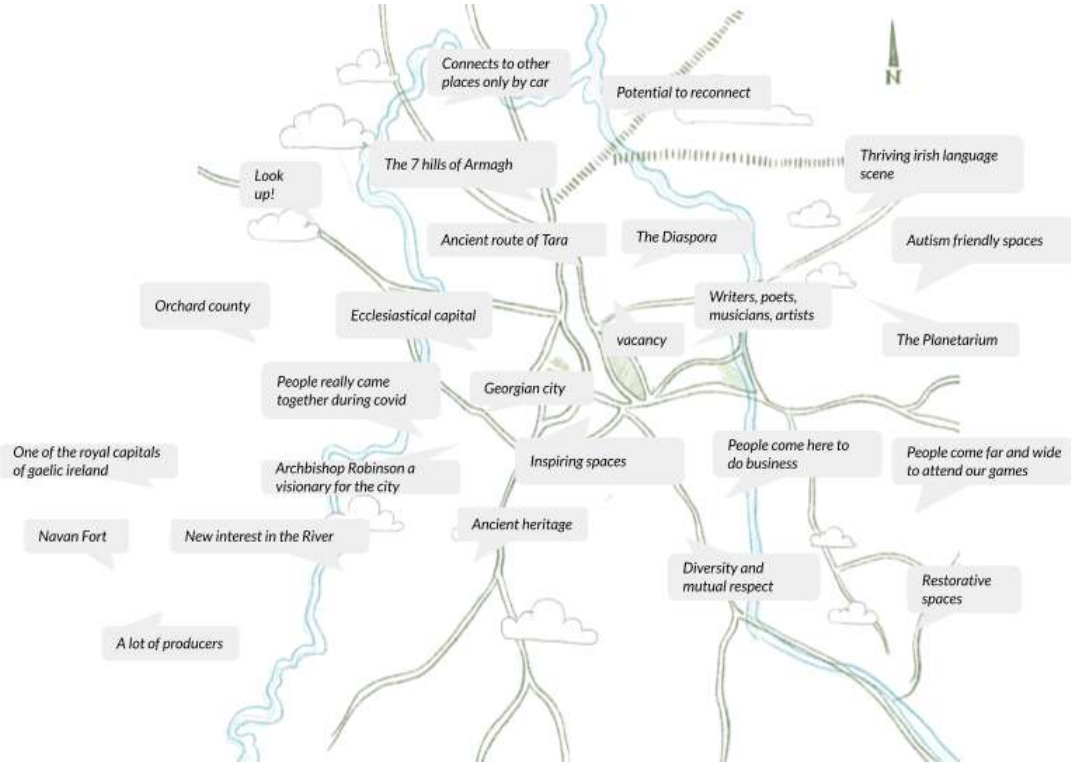 Connects to other
places only by car
N
Potential to reconnect
The 7 hills of Armagh
Thriving irish language
scene
Look
up!
Ancient route of Tara
The Diaspora
Autism friendly spaces
Orchard county
Ecclesiastical capital
Writers, poets,
musicians, artists
vacancy
The Planetarium
People really came
together during covid
Georgian city
One of the royal capitals
of gaelic ireland
Archbishop Robinson a
visionary for the city
Inspiring spaces
People come here to
do business
People come far and wide
to attend our games
Navan Fort
New interest in the River
Ancient heritage
Diversity and
mutual respect
Restorative
spaces
A lot of producers